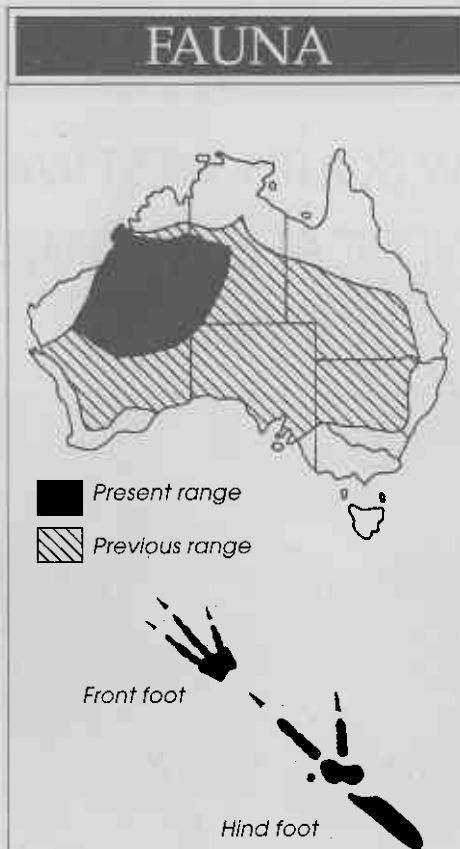 FAUNA
Present range
Previous range
Front foot
Hind foot